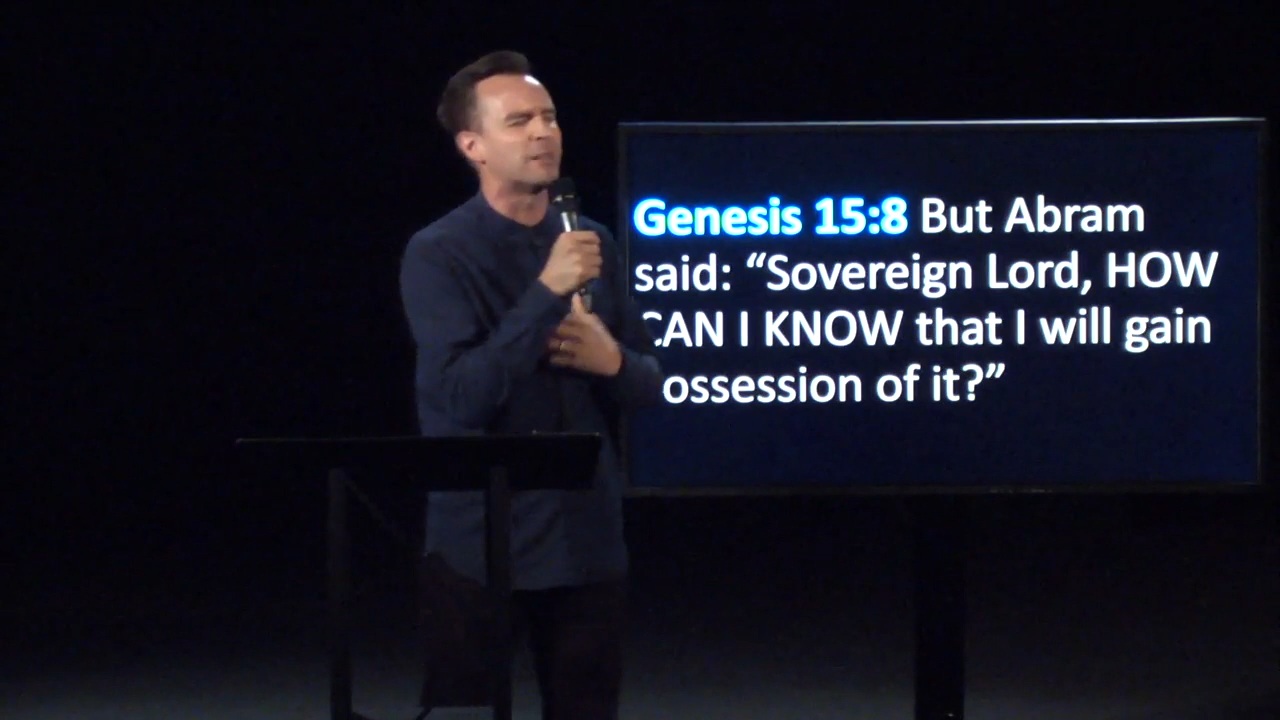 Genesis 15:8 But Abram
said: “Sovereign Lord, HOW
CAN I KNOW that I will gain
ossession of it?”